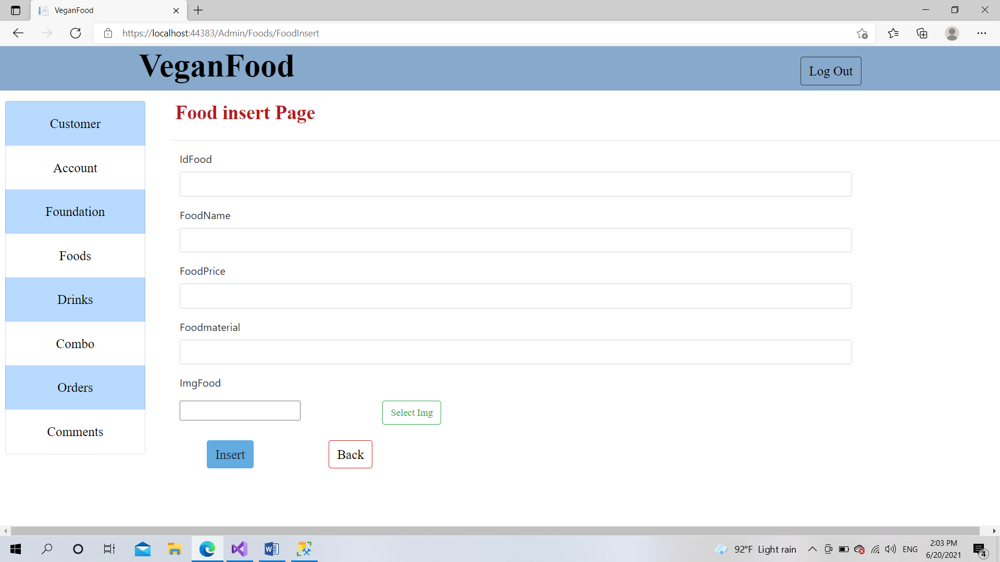 VeganFood
https://localhost:44383/Admin/Foods/FoodInsert
VeganFood
Log Out
Customer
Account
Foundation
Foods
Drinks
Combo
Orders
Comments
Food insert Page
IdFood
FoodName
FoodPrice
Foodmaterial
ImgFood
Select Img
Insert
Back
92°F Light rain
ENG
2:03 PM
6/20/2021
4